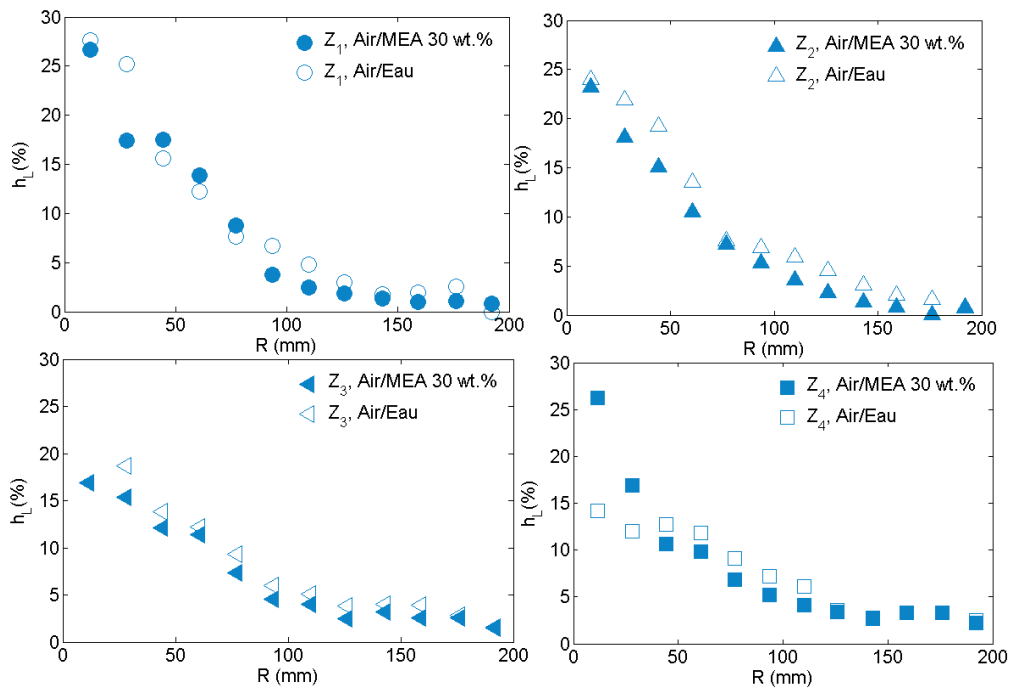 30
25
20
15
10
5
0
h_L(%)
Z_1, Air/MEA 30 wt.%
Z_1, Air/Eau
0 50 100 150 200
R (mm)
30
25
20
15
10
5
0
h_L(%)
Z_2, Air/MEA 30 wt.%
Z_2, Air/Eau
0 50 100 150 200
R (mm)
30
25
20
15
10
5
0
h_L(%)
Z_3, Air/MEA 30 wt.%
Z_3, Air/Eau
0 50 100 150 200
R (mm)
30
25
20
15
10
5
0
h_L(%)
Z_4, Air/MEA 30 wt.%
Z_4, Air/Eau
0 50 100 150 200
R (mm)